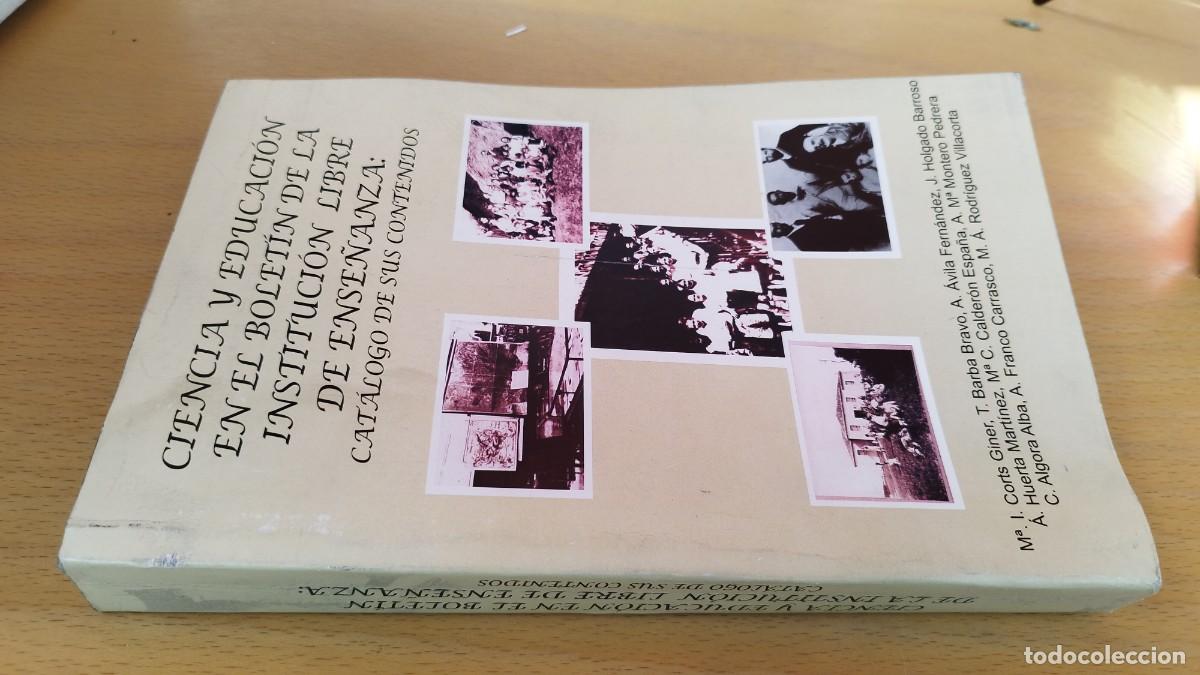 CIENCIA Y EDUCACIÓN
EN EL BOLETÍN DE LA
INSTITUCIÓN LIBRE
DE ENSEÑANZA:
CATÁLOGO DE SUS CONTENIDOS
Mª. I. Corts Giner, T. Barba Bravo, A. Ávila Fernández, J. Holgado Barroso
Á. Huerta Martínez, Mª C. Calderón España, A. Mª Montero Pedrera
C. Algora Alba, A. Franco Carrasco, M. Á. Rodríguez Villacorta
CIENCIA Y EDUCACIÓN EN EL BOLETÍN
DE LA INSTITUCIÓN LIBRE DE ENSEÑANZA:
CATÁLOGO DE SUS CONTENIDOS
todocoleccion